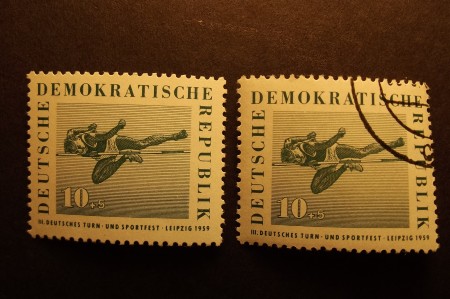 DEUTSCHE DEMOKRATISCHE REPUBLIK
10+5
III. DEUTSCHES TURN- UND SPORTFEST · LEIPZIG 1959
DEUTSCHE DEMOKRATISCHE REPUBLIK
10+5
III. DEUTSCHES TURN- UND SPORTFEST · LEIPZIG 1959